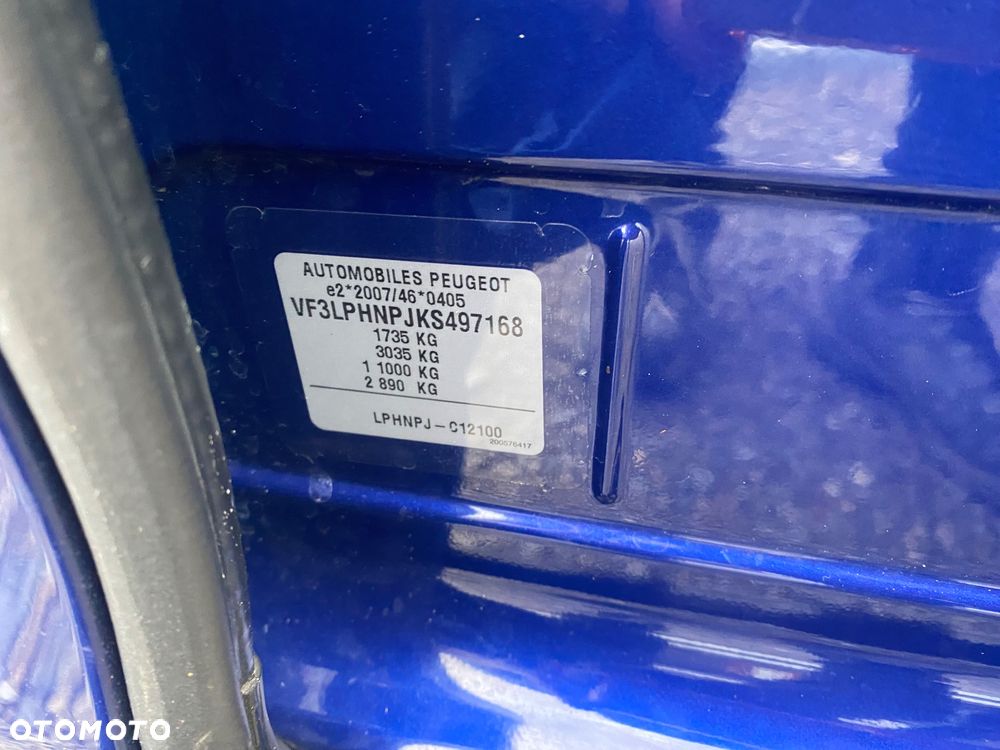 AUTOMOBILES PEUGEOT
e2*2007/46*0405
VF3LPHNPJKS497168
1735 KG
3035 KG
1 1000 KG
2 890 KG
LPHNPJ-C12100
200576417
OTOMOTO